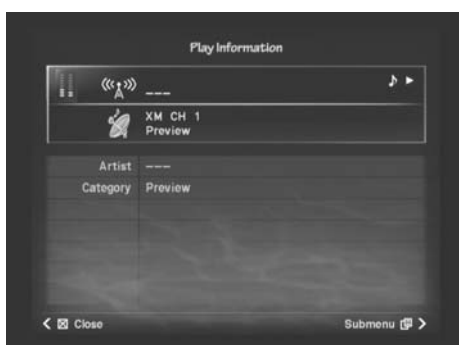 Play Information
---
XM CH 1
Preview
Artist ---
Category Preview
Close
Submenu